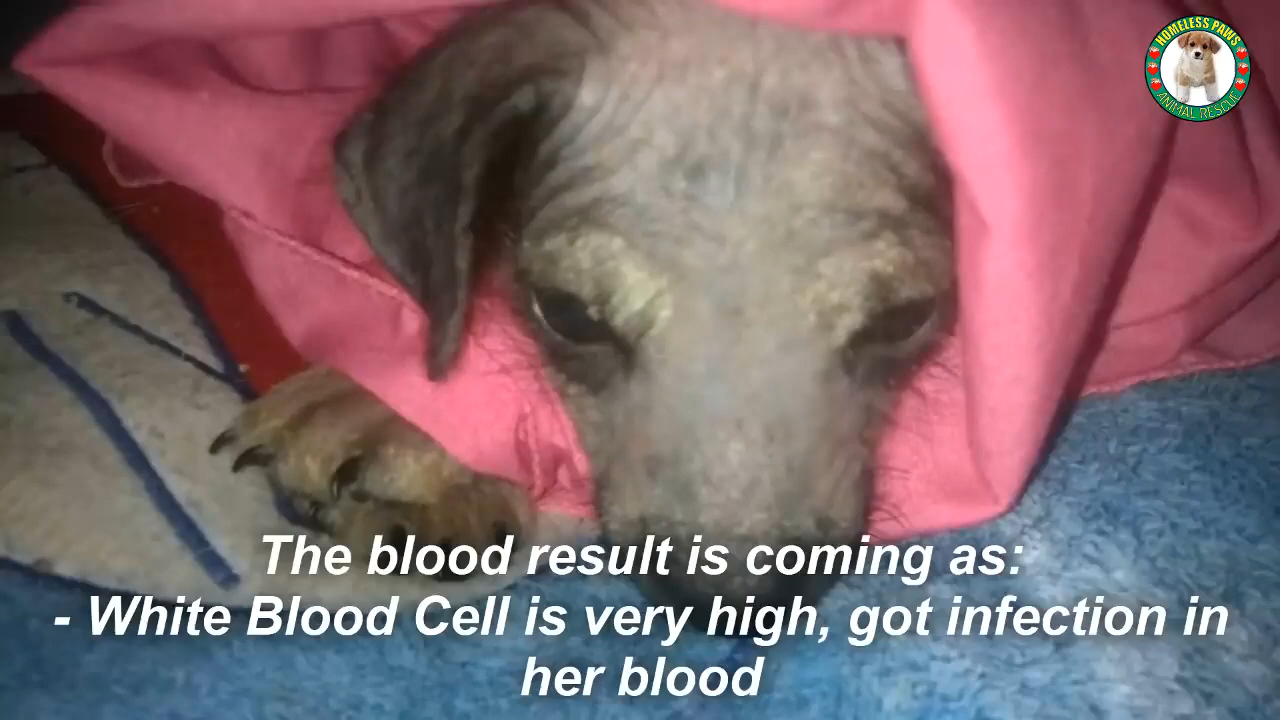 HOMELESS PAWS
ANIMAL RESCUE
The blood result is coming as:
- White Blood Cell is very high, got infection in
her blood